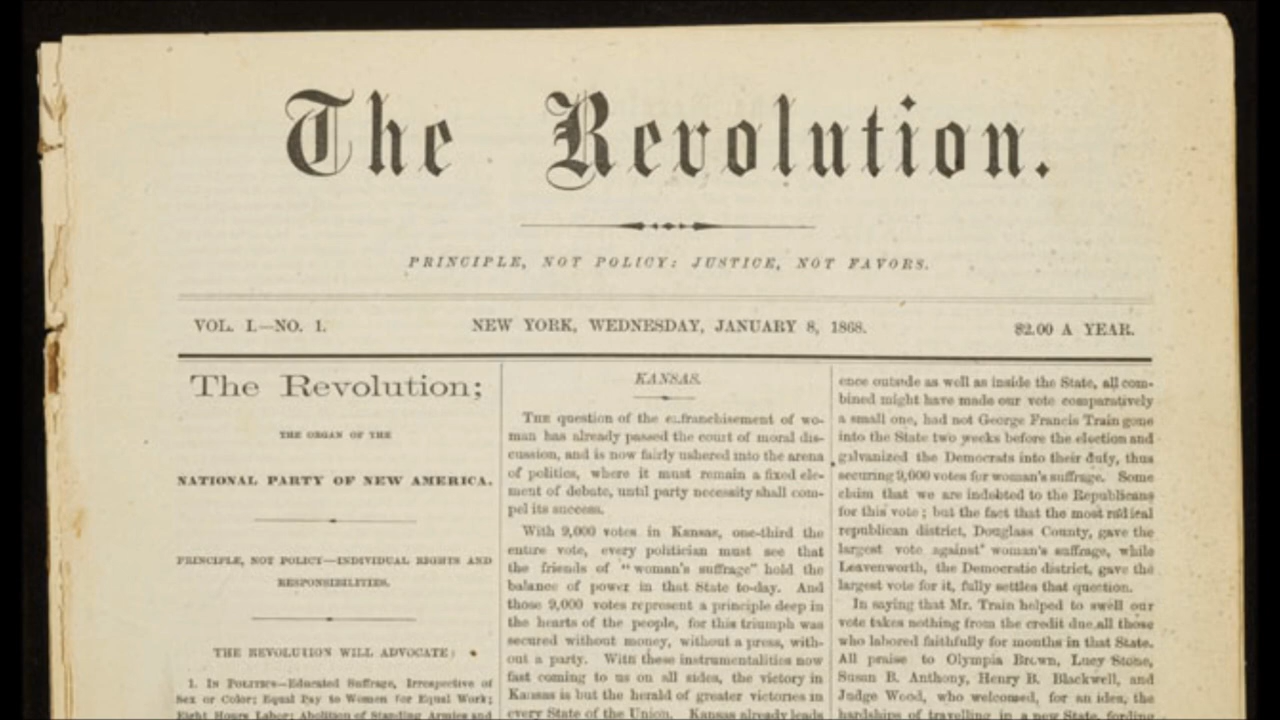 The Revolution.
PRINCIPLE, NOT POLICY: JUSTICE, NOT FAVORS.
VOL. I.—NO. 1.
NEW YORK, WEDNESDAY, JANUARY 8, 1868.
$2.00 A YEAR.
The Revolution;
THE ORGAN OF THE
NATIONAL PARTY OF NEW AMERICA.
PRINCIPLE, NOT POLICY—INDIVIDUAL RIGHTS AND
RESPONSIBILITIES.
THE REVOLUTION WILL ADVOCATE:
1. IN POLITICS—Educated Suffrage, Irrespective of
Sex or Color; Equal Pay to Women for Equal Work;
Eight Hours Labor; Abolition of Standing Armies and
KANSAS.
THE question of the enfranchisement of wo-
man has already passed the court of moral dis-
cussion, and is now fairly ushered into the arena
of politics, where it must remain a fixed ele-
ment of debate, until party necessity shall com-
pel its success.
With 9,000 votes in Kansas, one-third the
entire vote, every politician must see that
the friends of "woman's suffrage" hold the
balance of power in that State to-day. And
those 9,000 votes represent a principle deep in
the hearts of the people, for this triumph was
secured without money, without a press, with-
out a party. With these instrumentalities now
fast coming to us on all sides, the victory in
Kansas is but the herald of greater victories in
every State of the Union. Kansas already leads
ence outside as well as inside the State, all com-
bined might have made our vote comparatively
a small one, had not George Francis Train gone
into the State two weeks before the election and
galvanized the Democrats into their duty, thus
securing 9,000 votes for woman's suffrage. Some
claim that we are indebted to the Republicans
for this vote; but the fact that the most radical
republican district, Douglass County, gave the
largest vote against woman's suffrage, while
Leavenworth, the Democratic district, gave the
largest vote for it, fully settles that question.
In saying that Mr. Train helped to swell our
vote takes nothing from the credit due all those
who labored faithfully for months in that State.
All praise to Olympia Brown, Lucy Stone,
Susan B. Anthony, Henry B. Blackwell, and
Judge Wood, who welcomed, for an idea, the
hardships of travelling in a new State, fording